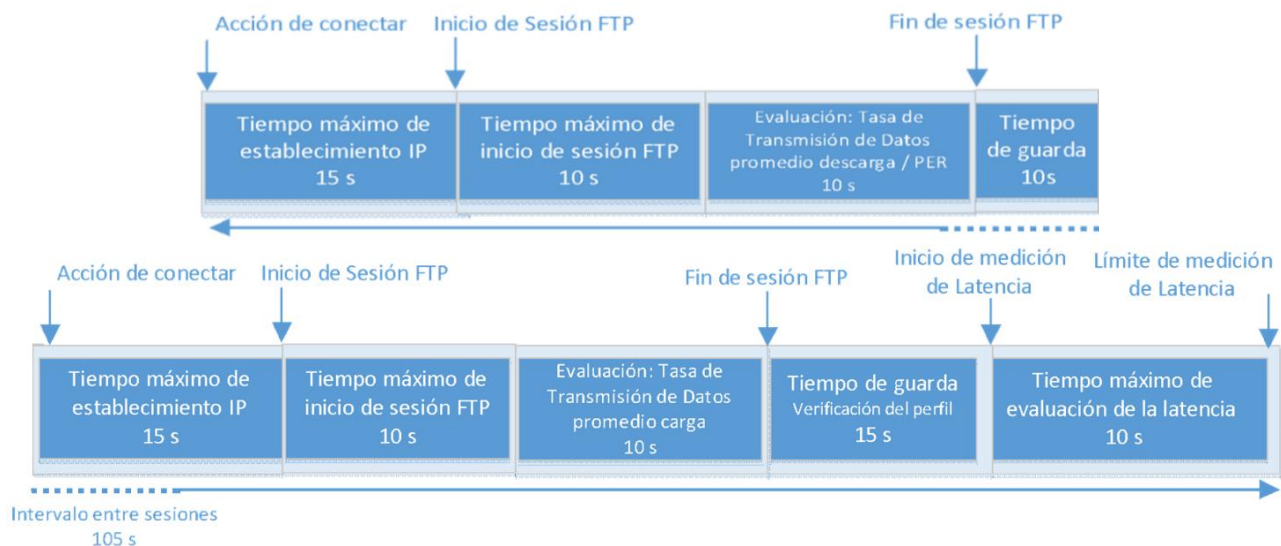 Acción de conectar
Inicio de Sesión FTP
Fin de sesión FTP
Tiempo máximo de
establecimiento IP
15 s
Tiempo máximo de
inicio de sesión FTP
10 s
Evaluación: Tasa de
Transmisión de Datos
promedio descarga / PER
10 s
Tiempo
de guarda
10s
Acción de conectar
Inicio de Sesión FTP
Fin de sesión FTP
Inicio de medición
de Latencia
Límite de medición
de Latencia
Tiempo máximo de
establecimiento IP
15 s
Tiempo máximo de
inicio de sesión FTP
10 s
Evaluación: Tasa de
Transmisión de Datos
promedio carga
10 s
Tiempo de guarda
Verificación del perfil
15 s
Tiempo máximo de
evaluación de la latencia
10 s
Intervalo entre sesiones
105 s